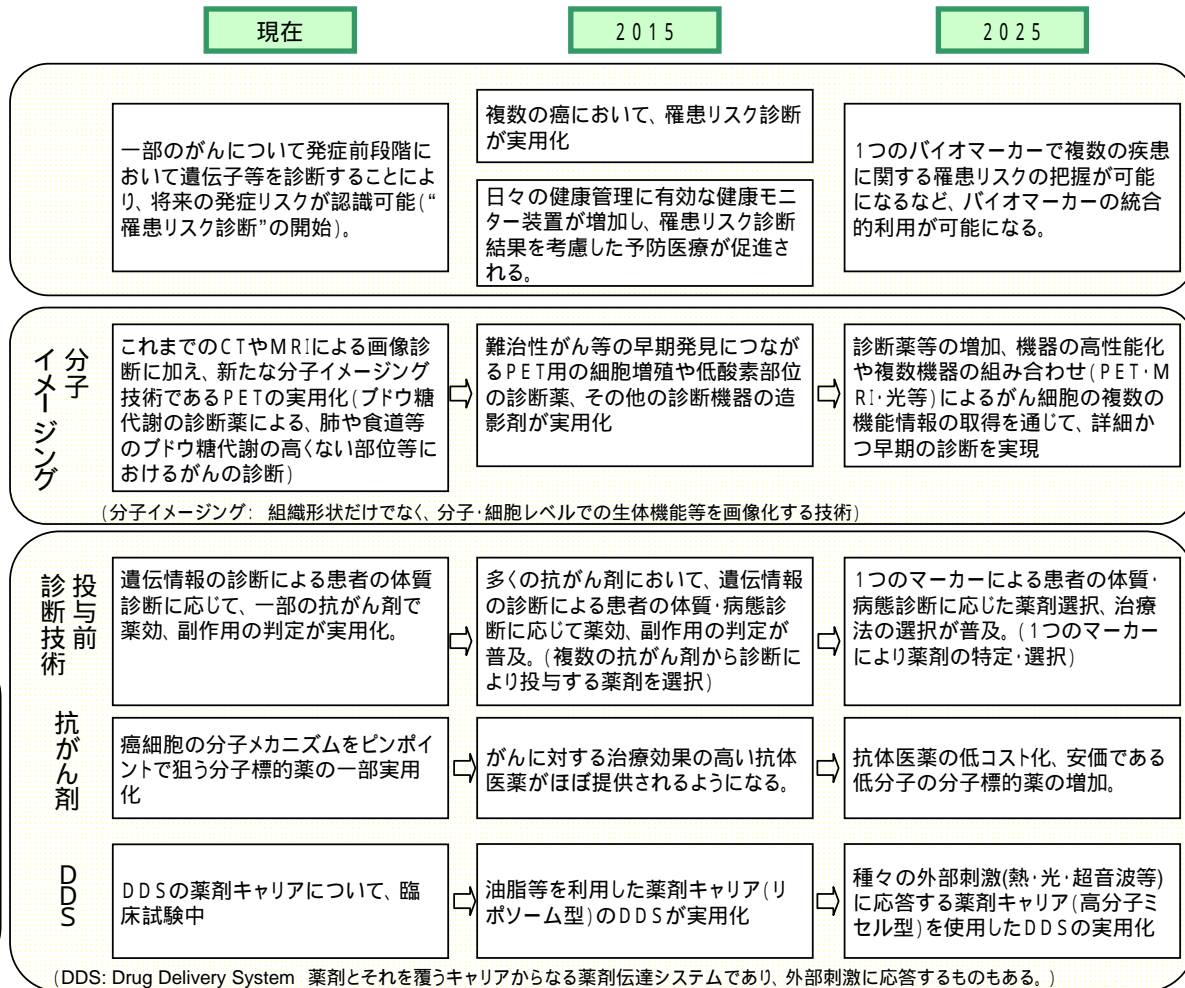 現在
2015
2025
一部のがんについて発症前段階に
おいて遺伝子等を診断することによ
り、将来の発症リスクが認識可能(“
罹患リスク診断”の開始)。
複数の癌において、罹患リスク診断
が実用化
日々の健康管理に有効な健康モニ
ター装置が増加し、罹患リスク診断
結果を考慮した予防医療が促進さ
れる。
1つのバイオマーカーで複数の疾患
に関する罹患リスクの把握が可能
になるなど、バイオマーカーの統合
的利用が可能になる。
分子
イメージング
これまでのCTやMRIによる画像診
断に加え、新たな分子イメージング
技術であるPETの実用化(ブドウ糖
代謝の診断薬による、肺や食道等
のブドウ糖代謝の高くない部位等に
おけるがんの診断)
難治性がん等の早期発見につなが
るPET用の細胞増殖や低酸素部位
の診断薬、その他の診断機器の造
影剤が実用化
診断薬等の増加、機器の高性能化
や複数機器の組み合わせ(PET・M
RI・光等)によるがん細胞の複数の
機能情報の取得を通じて、詳細か
つ早期の診断を実現
(分子イメージング: 組織形状だけでなく、分子・細胞レベルでの生体機能等を画像化する技術)
投与前
診断技術
遺伝情報の診断による患者の体質
診断に応じて、一部の抗がん剤で
薬効、副作用の判定が実用化。
多くの抗がん剤において、遺伝情報
の診断による患者の体質・病態診
断に応じて薬効、副作用の判定が
普及。(複数の抗がん剤から診断に
より投与する薬剤を選択)
1つのマーカーによる患者の体質・
病態診断に応じた薬剤選択、治療
法の選択が普及。(1つのマーカー
により薬剤の特定・選択)
抗がん剤
癌細胞の分子メカニズムをピンポイ
ントで狙う分子標的薬の一部実用
化
がんに対する治療効果の高い抗体
医薬がほぼ提供されるようになる。
抗体医薬の低コスト化、安価である
低分子の分子標的薬の増加。
DDS
DDSの薬剤キャリアについて、臨
床試験中
油脂等を利用した薬剤キャリア(リ
ポソーム型)のDDSが実用化
種々の外部刺激(熱・光・超音波等)
に応答する薬剤キャリア(高分子ミ
セル型)を使用したDDSの実用化
(DDS: Drug Delivery System 薬剤とそれを覆うキャリアからなる薬剤伝達システムであり、外部刺激に応答するものもある。)